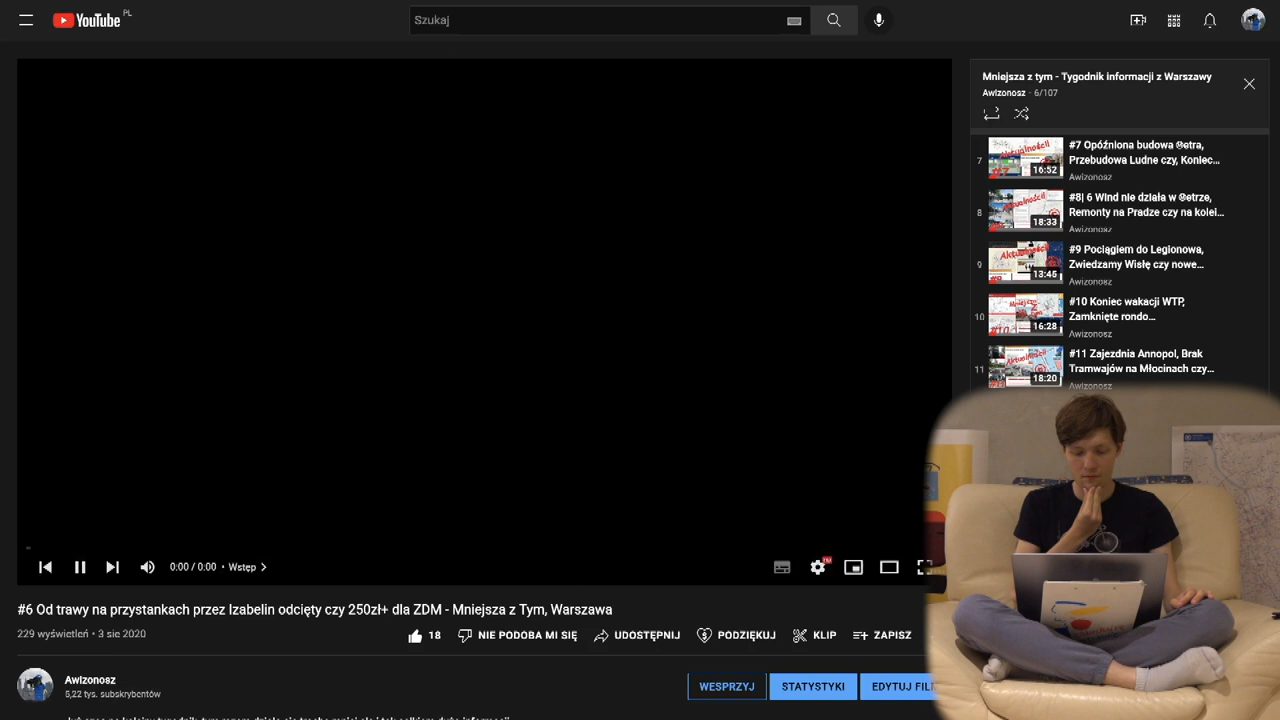 YouTube PL
Szukaj
Mniejsza z tym - Tygodnik informacji z Warszawy
Awizonosz - 6/107
7
16:52
#7 Opóźniona budowa @etra,
Przebudowa Ludne czy, Koniec...
Awizonosz
8
18:33
#8| 6 Wind nie działa w @etrze,
Remonty na Pradze czy na kolei...
Awizonosz
9
Aktualności!
13:45
#9 Pociągiem do Legionowa,
Zwiedzamy Wisłę czy nowe...
Awizonosz
10
16:28
#10 Koniec wakacji WTP,
Zamknięte rondo...
Awizonosz
11
18:20
#11 Zajezdnia Annopol, Brak
Tramwajów na Młocinach czy...
Awizonosz
0:00 / 0:00 • Wstęp
#6 Od trawy na przystankach przez Izabelin odcięty czy 250zł+ dla ZDM - Mniejsza z Tym, Warszawa
229 wyświetleń • 3 sie 2020
18
NIE PODOBA MI SIĘ
UDOSTĘPNIJ
PODZIĘKUJ
KLIP
ZAPISZ
Awizonosz
5,22 tys. subskrybentów
WESPRZYJ
STATYSTYKI
EDYTUJ FIL